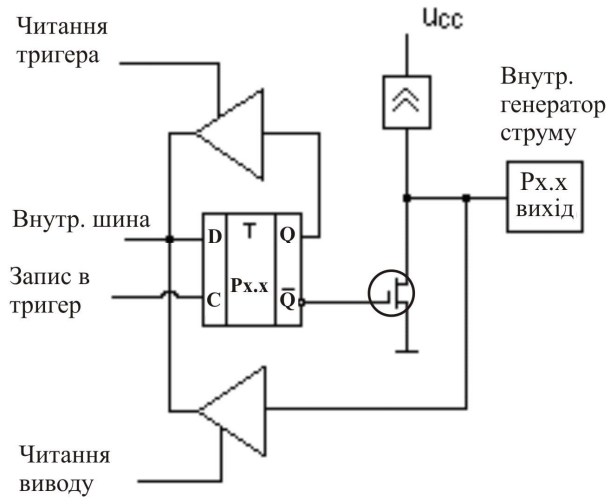 Читання
тригера
Ucc
Внутр.
генератор
струму
Px.x
вихід
Внутр. шина
D
T
Q
Запис в
тригер
C
Px.x
Q̅
Читання
виводу